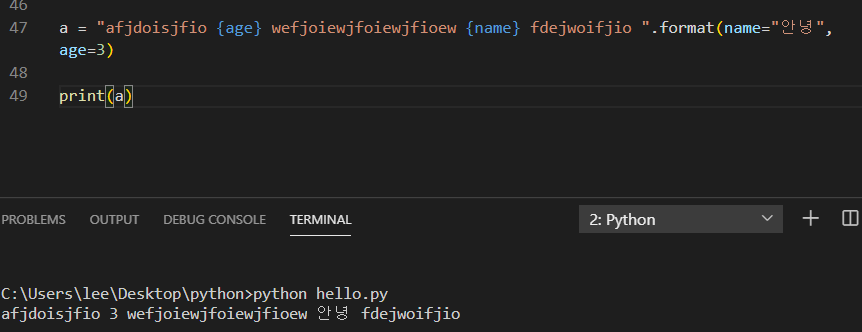 46
47 a = "afjdoisjfio {age} wefjoiewjfoiewjfioew {name} fdejwoifjio ".format(name="안녕",
age=3)
48
49 print(a)
PROBLEMS OUTPUT DEBUG CONSOLE TERMINAL 2: Python
C:\Users\lee\Desktop\python>python hello.py
afjdoisjfio 3 wefjoiewjfoiewjfioew 안녕 fdejwoifjio